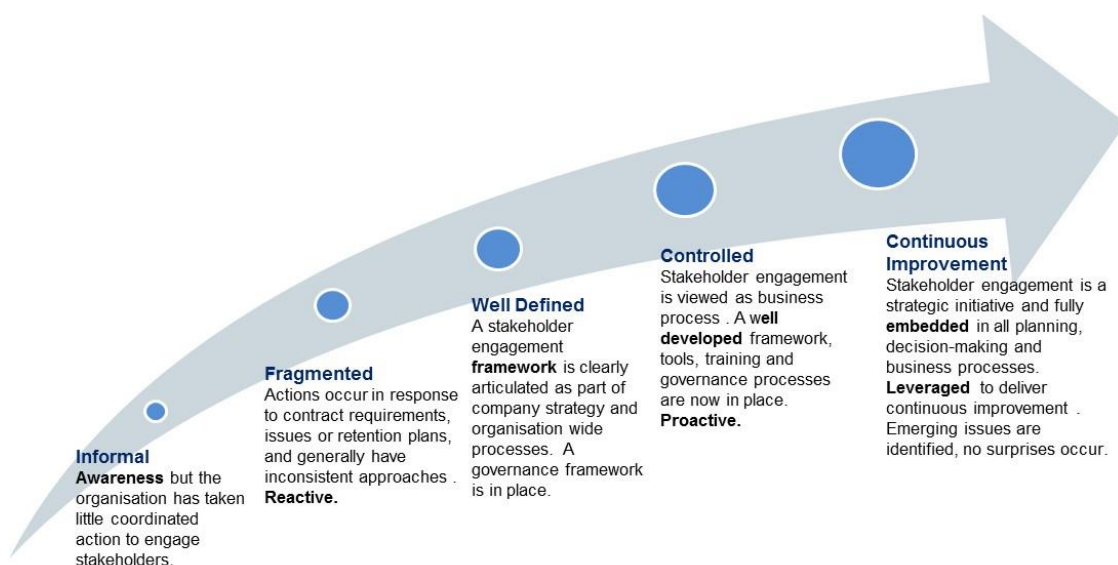 Informal
Awareness but the
organisation has taken
little coordinated
action to engage
stakeholders.
Fragmented
Actions occur in response
to contract requirements,
issues or retention plans,
and generally have
inconsistent approaches .
Reactive.
Well Defined
A stakeholder
engagement
framework is clearly
articulated as part of
company strategy and
organisation wide
processes. A
governance framework
is in place.
Controlled
Stakeholder engagement
is viewed as business
process . A well
developed framework,
tools, training and
governance processes
are now in place.
Proactive.
Continuous
Improvement
Stakeholder engagement is a
strategic initiative and fully
embedded in all planning,
decision-making and
business processes.
Leveraged to deliver
continuous improvement .
Emerging issues are
identified, no surprises occur.